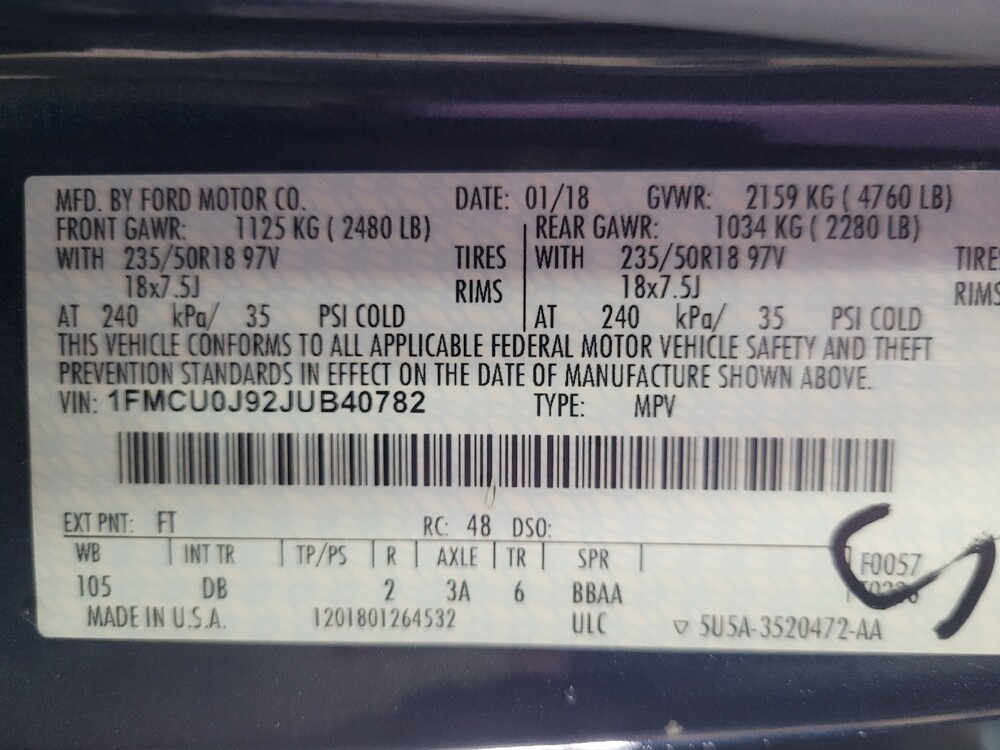 MFD. BY FORD MOTOR CO. DATE: 01/18 GVWR: 2159 KG ( 4760 LB)
FRONT GAWR: 1125 KG ( 2480 LB) REAR GAWR: 1034 KG ( 2280 LB)
WITH 235/50R18 97V TIRES WITH 235/50R18 97V TIRES
18x7.5J RIMS 18x7.5J RIMS
AT 240 kPa/ 35 PSI COLD AT 240 kPa/ 35 PSI COLD
THIS VEHICLE CONFORMS TO ALL APPLICABLE FEDERAL MOTOR VEHICLE SAFETY AND THEFT
PREVENTION STANDARDS IN EFFECT ON THE DATE OF MANUFACTURE SHOWN ABOVE.
VIN: 1FMCU0J92JUB40782 TYPE: MPV
EXT PNT: FT RC: 48 DSO:
WB INT TR TP/PS R AXLE TR SPR F0057
105 DB 2 3A 6 BBAA
MADE IN U.S.A. 1201801264532 ULC ▽ 5U5A-3520472-AA